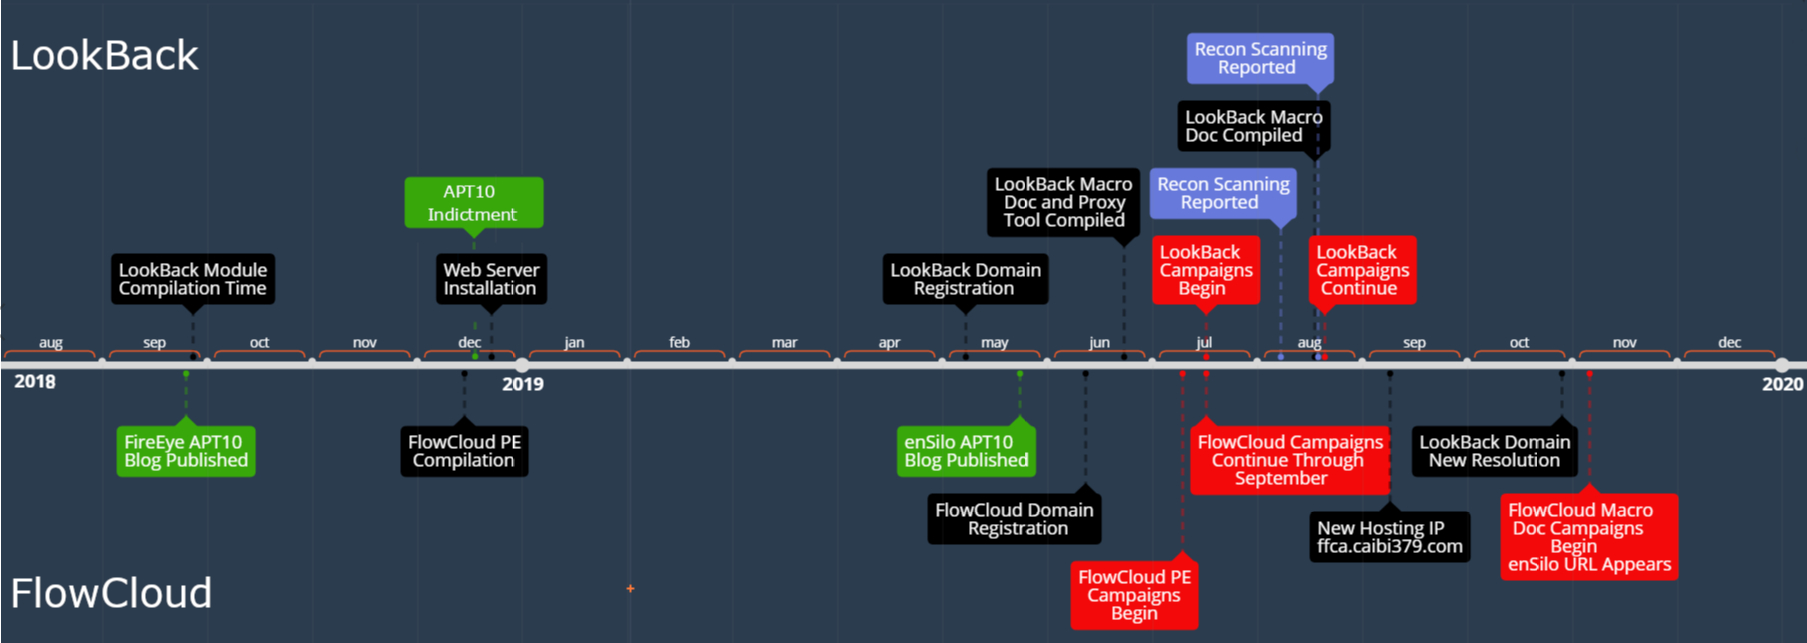 LookBack
Recon Scanning
Reported
LookBack Macro
Doc Compiled
APT10
Indictment
LookBack Macro
Doc and Proxy
Tool Compiled
Recon Scanning
Reported
LookBack Module
Compilation Time
Web Server
Installation
LookBack Domain
Registration
LookBack
Campaigns
Begin
LookBack
Campaigns
Continue
aug sep oct nov dec jan feb mar apr may jun jul aug sep oct nov dec
2018 2019 2020
FireEye APT10
Blog Published
FlowCloud PE
Compilation
enSilo APT10
Blog Published
FlowCloud Campaigns
Continue Through
September
LookBack Domain
New Resolution
FlowCloud Domain
Registration
New Hosting IP
ffca.caibi379.com
FlowCloud Macro
Doc Campaigns
Begin
enSilo URL Appears
FlowCloud PE
Campaigns
Begin
FlowCloud